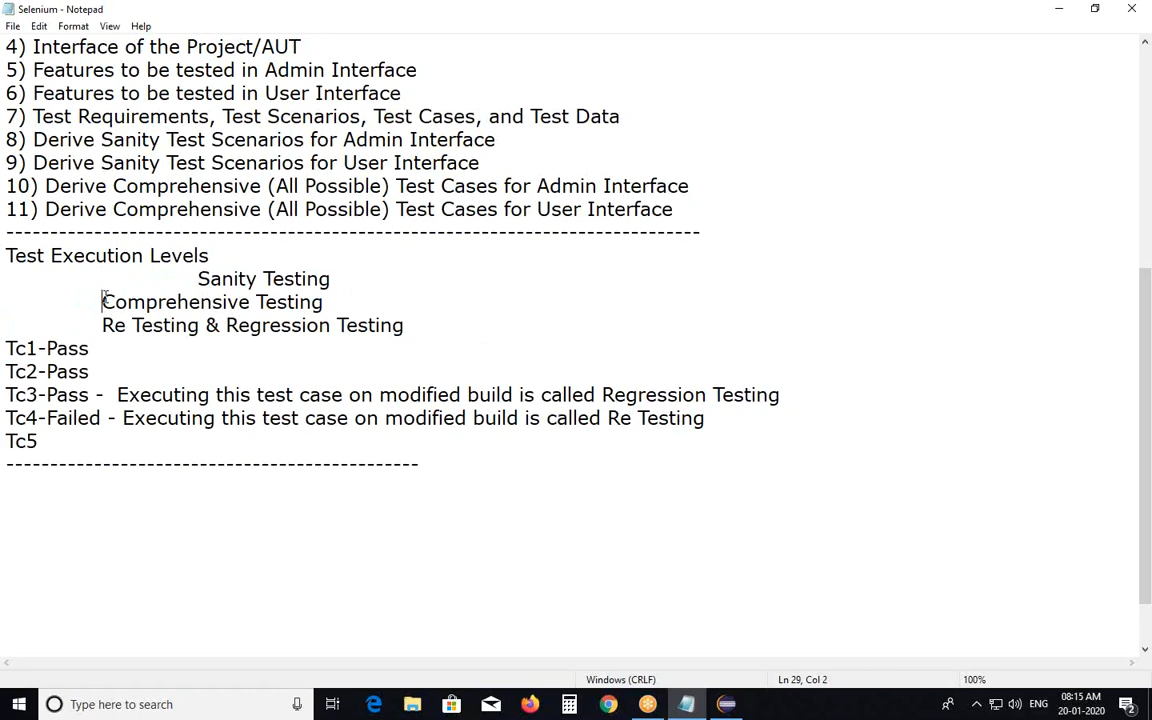 Selenium - Notepad
File Edit Format View Help
4) Interface of the Project/AUT
5) Features to be tested in Admin Interface
6) Features to be tested in User Interface
7) Test Requirements, Test Scenarios, Test Cases, and Test Data
8) Derive Sanity Test Scenarios for Admin Interface
9) Derive Sanity Test Scenarios for User Interface
10) Derive Comprehensive (All Possible) Test Cases for Admin Interface
11) Derive Comprehensive (All Possible) Test Cases for User Interface
--------------------------------------------------------------------------------
Test Execution Levels
Sanity Testing
Comprehensive Testing
Re Testing & Regression Testing
Tc1-Pass
Tc2-Pass
Tc3-Pass -  Executing this test case on modified build is called Regression Testing
Tc4-Failed - Executing this test case on modified build is called Re Testing
Tc5
-----------------------------------------------
Windows (CRLF) Ln 29, Col 2 100%
Type here to search
ENG
08:15 AM
20-01-2020
2